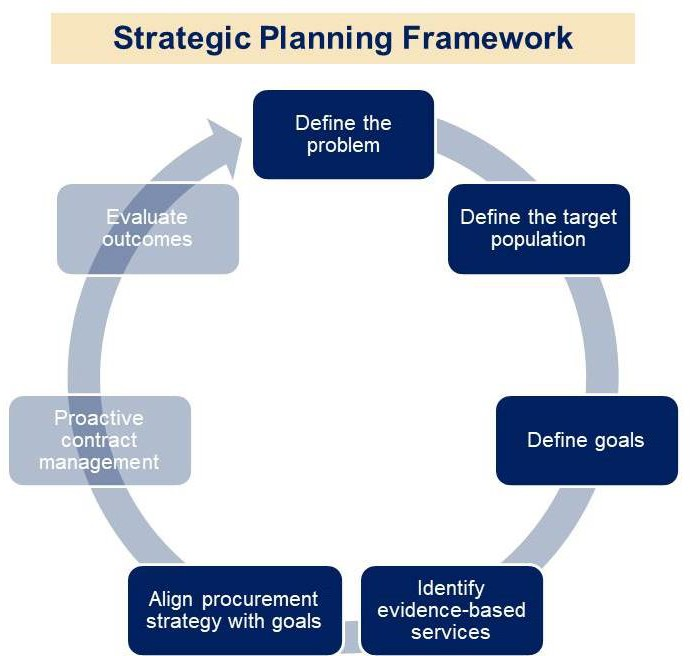 Strategic Planning Framework
Define the
problem
Define the target
population
Define goals
Identify
evidence-based
services
Align procurement
strategy with goals
Proactive
contract
management
Evaluate
outcomes